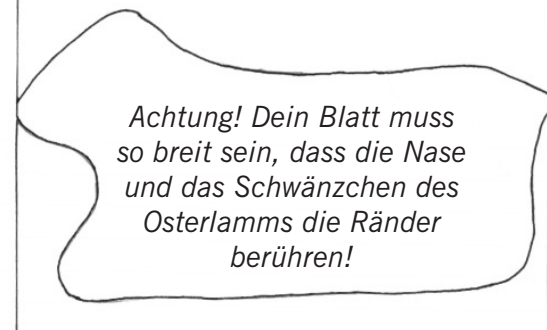 Achtung! Dein Blatt muss
so breit sein, dass die Nase
und das Schwänzchen des
Osterlamms die Ränder
berühren!